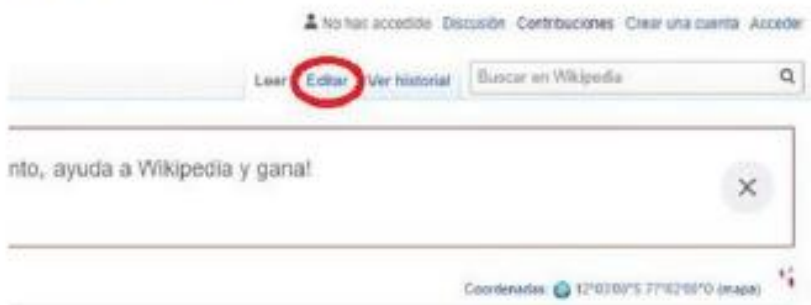 No has accedido Discusión Contribuciones Crear una cuenta Acceder
Leer Editar Ver historial Buscar en Wikipedia
nto, ayuda a Wikipedia y gana!
Coordenadas: (mapa)